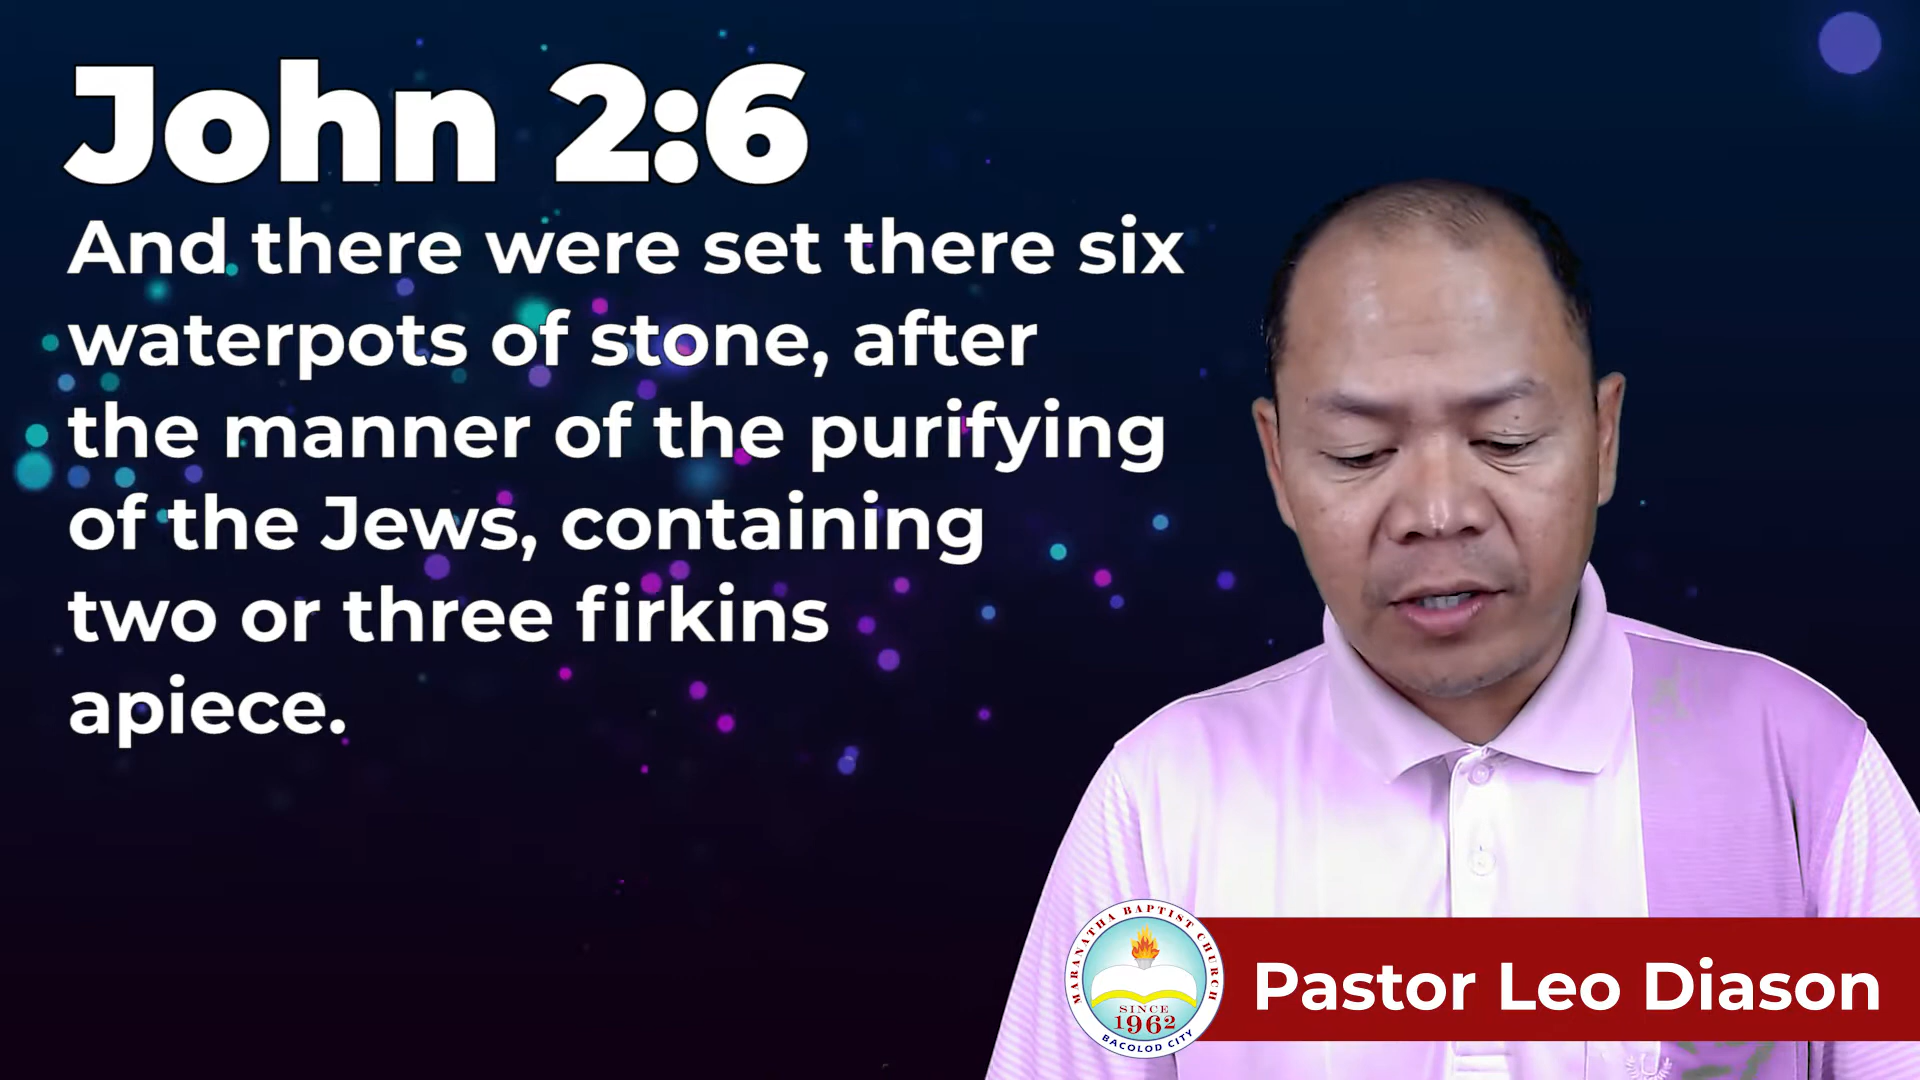 John 2:6
And there were set there six
waterpots of stone, after
the manner of the purifying
of the Jews, containing
two or three firkins
apiece.
MARANATHA BAPTIST CHURCH
SINCE
1962
BACOLOD CITY
Pastor Leo Diason